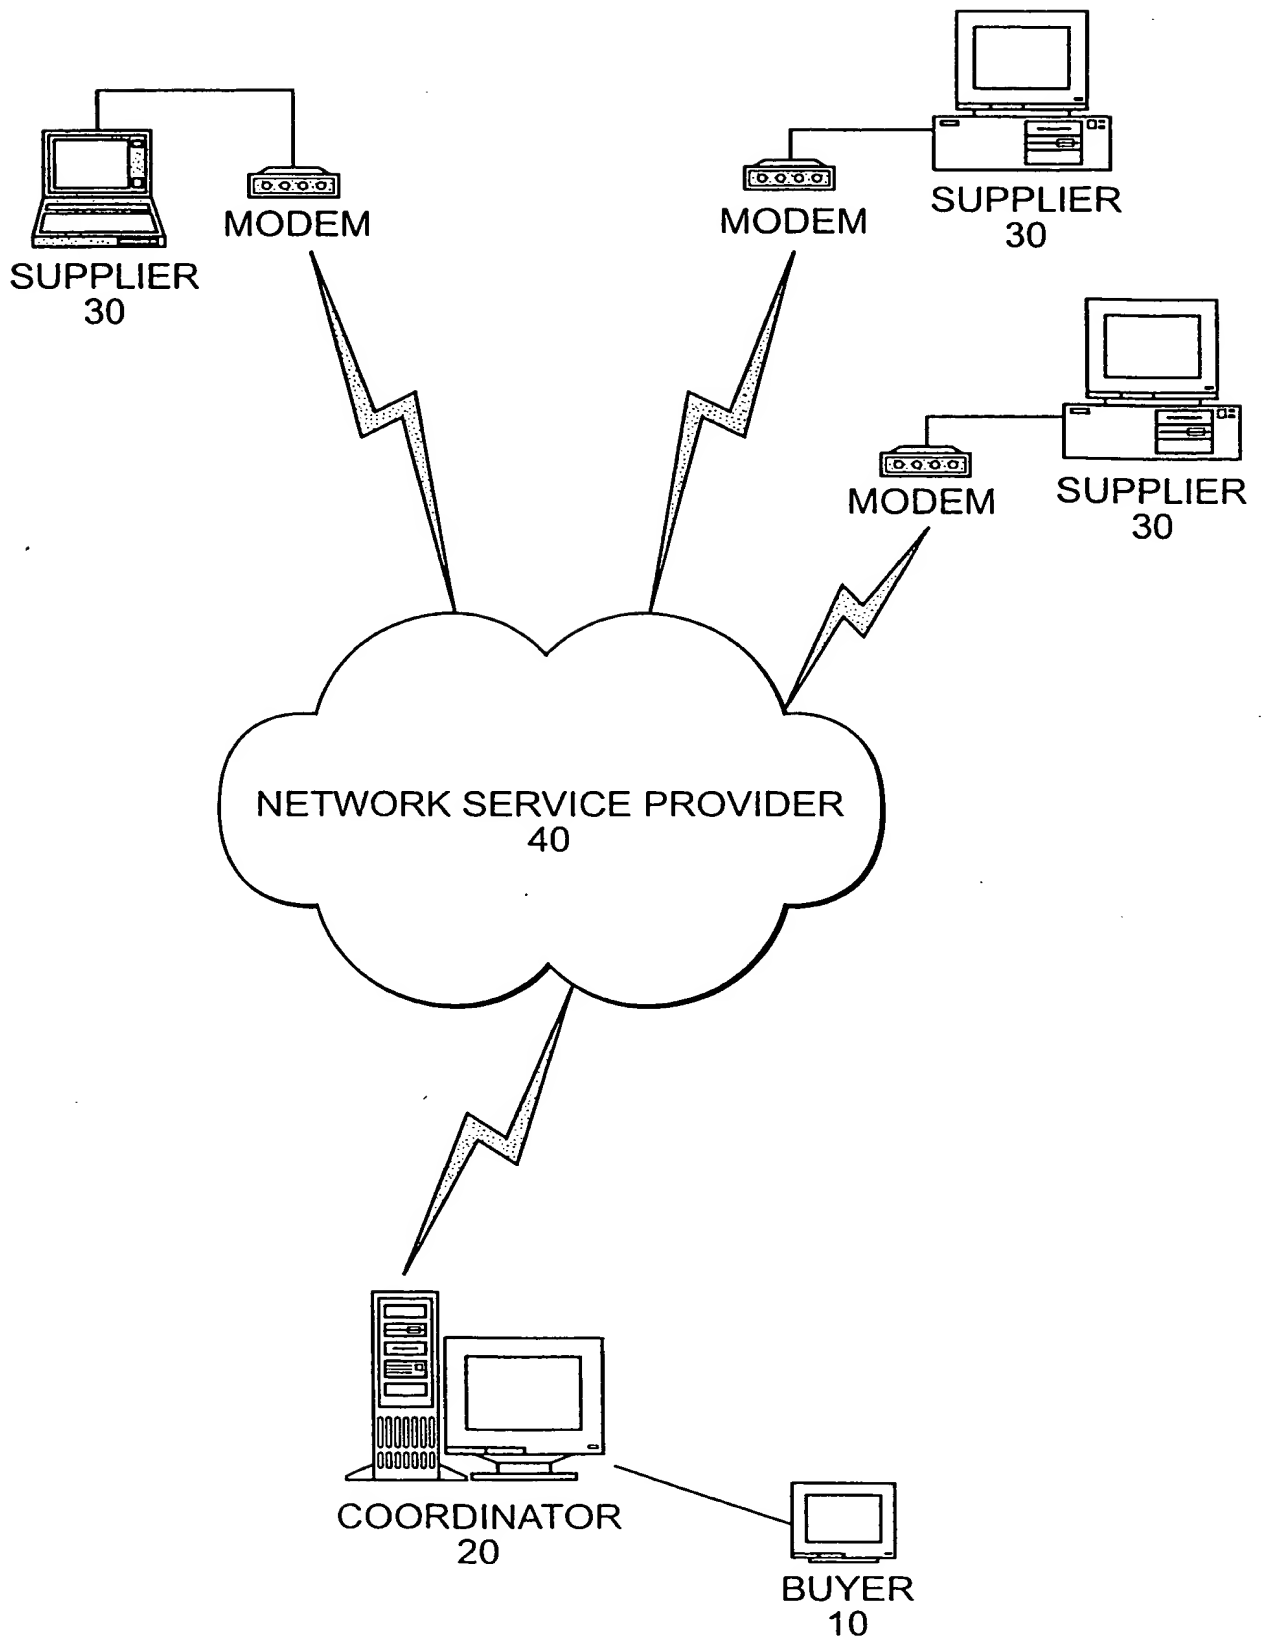 SUPPLIER
30
MODEM
MODEM
SUPPLIER
30
MODEM
SUPPLIER
30
NETWORK SERVICE PROVIDER
40
COORDINATOR
20
BUYER
10